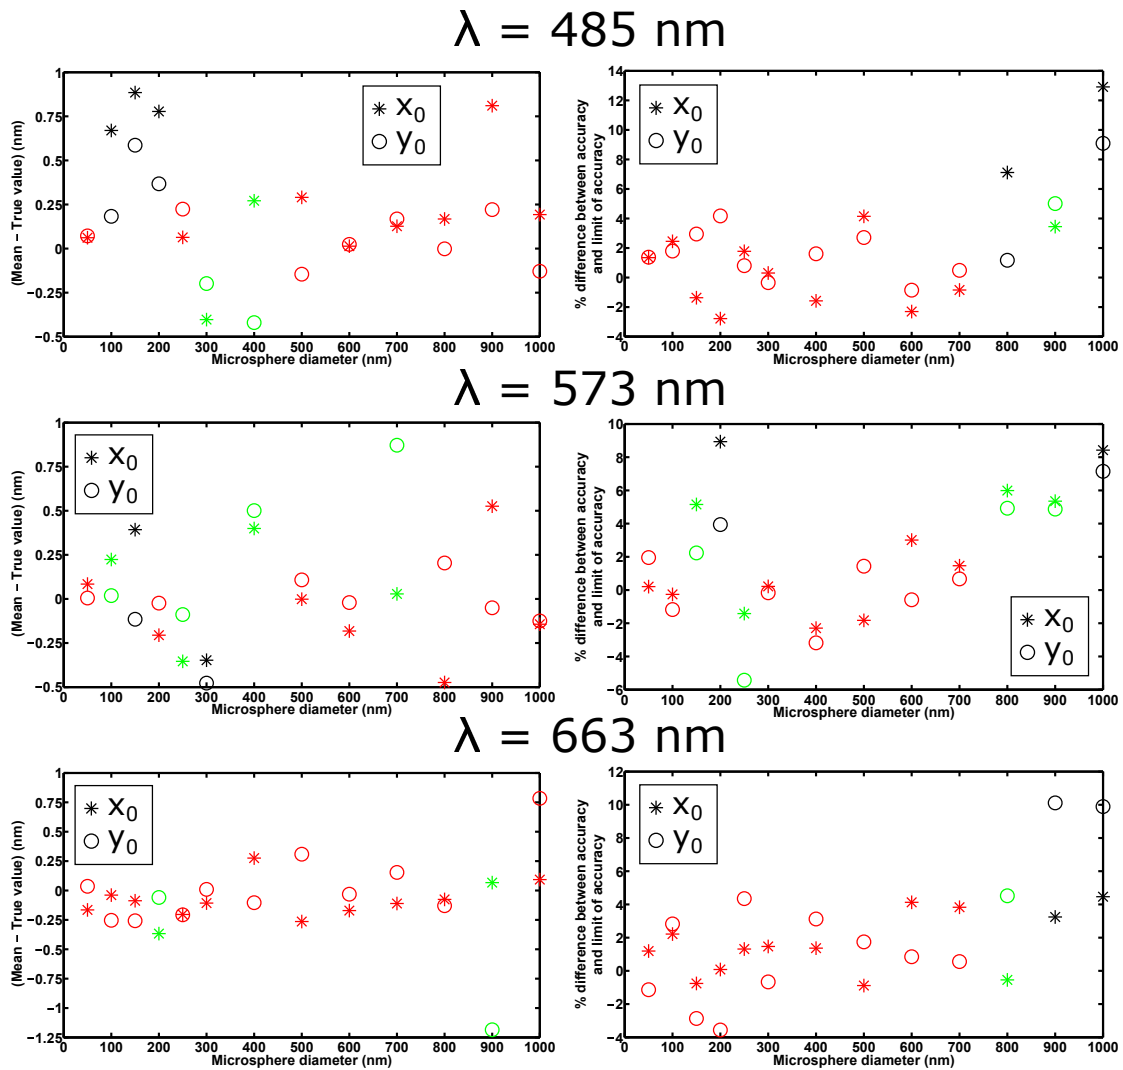 λ = 485 nm
(Mean − True value) (nm)
1
0.75
0.5
0.25
0
−0.25
−0.5
x0
y0
0 100 200 300 400 500 600 700 800 900 1000
Microsphere diameter (nm)
% difference between accuracy
and limit of accuracy
14
12
10
8
6
4
2
0
−2
−4
x0
y0
0 100 200 300 400 500 600 700 800 900 1000
Microsphere diameter (nm)
λ = 573 nm
(Mean − True value) (nm)
1
0.75
0.5
0.25
0
−0.25
−0.5
x0
y0
0 100 200 300 400 500 600 700 800 900 1000
Microsphere diameter (nm)
% difference between accuracy
and limit of accuracy
10
8
6
4
2
0
−2
−4
−6
x0
y0
0 100 200 300 400 500 600 700 800 900 1000
Microsphere diameter (nm)
λ = 663 nm
(Mean − True value) (nm)
1
0.75
0.5
0.25
0
−0.25
−0.5
−0.75
−1
−1.25
x0
y0
0 100 200 300 400 500 600 700 800 900 1000
Microsphere diameter (nm)
% difference between accuracy
and limit of accuracy
12
10
8
6
4
2
0
−2
−4
x0
y0
0 100 200 300 400 500 600 700 800 900 1000
Microsphere diameter (nm)